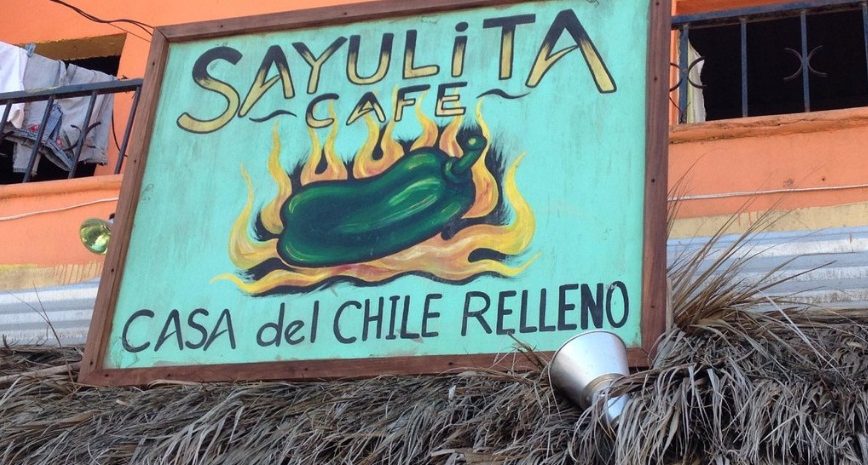 SAYULiTA
CAFE
CASA del CHILE RELLENO